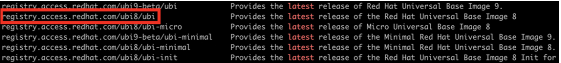 registry.access.redhat.com/ubi9-beta/ubi Provides the latest release of Red Hat Universal Base Image 9.
registry.access.redhat.com/ubi8/ubi Provides the latest release of the Red Hat Universal Base Image 8
registry.access.redhat.com/ubi8/ubi-micro Provides the latest release of Micro Universal Base Image 8
registry.access.redhat.com/ubi9-beta/ubi-minimal Provides the latest release of the Minimal Red Hat Universal Base Image 9.
registry.access.redhat.com/ubi8/ubi-minimal Provides the latest release of the Minimal Red Hat Universal Base Image 8.
registry.access.redhat.com/ubi8/ubi-init Provides the latest release of the Red Hat Universal Base Image 8 Init for